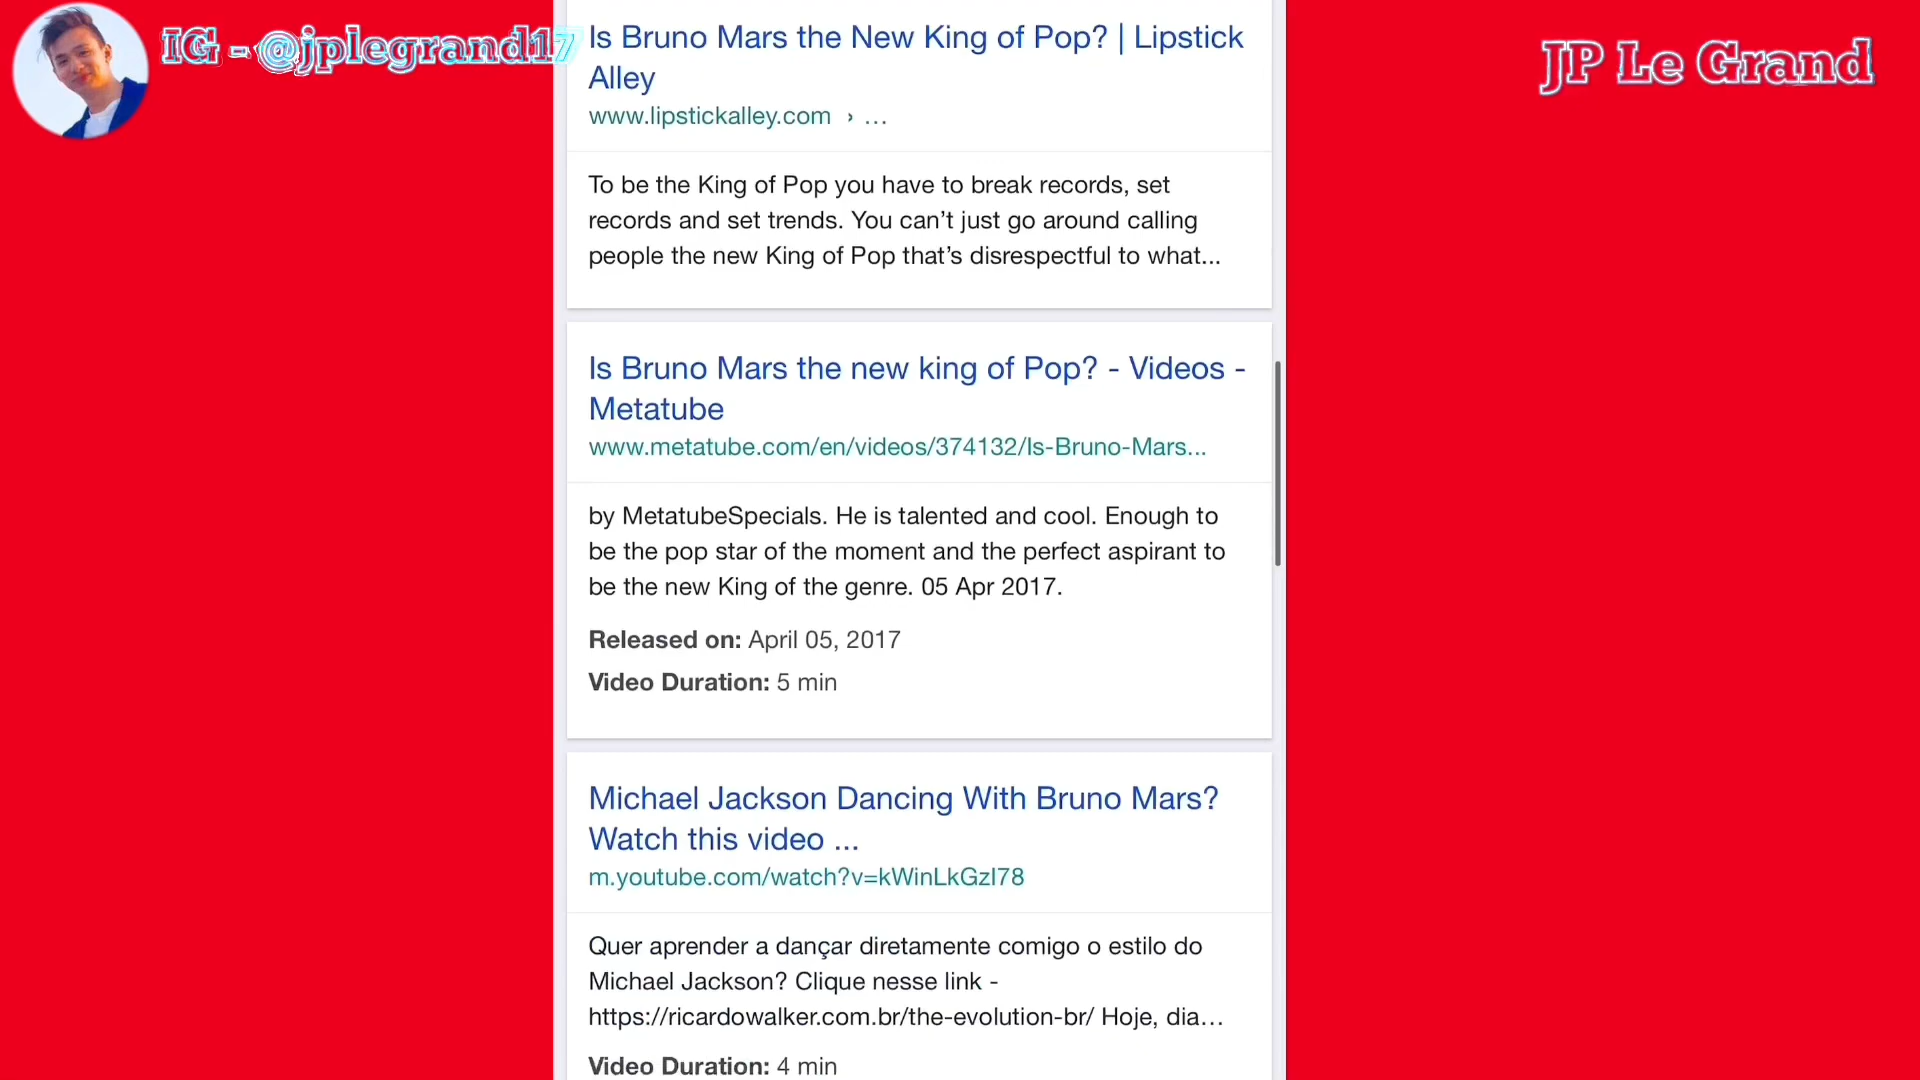 IG - @jplegrand17
JP Le Grand
Is Bruno Mars the New King of Pop? | Lipstick
Alley
www.lipstickalley.com › ...
To be the King of Pop you have to break records, set
records and set trends. You can’t just go around calling
people the new King of Pop that’s disrespectful to what...
Is Bruno Mars the new king of Pop? - Videos -
Metatube
www.metatube.com/en/videos/374132/Is-Bruno-Mars...
by MetatubeSpecials. He is talented and cool. Enough to
be the pop star of the moment and the perfect aspirant to
be the new King of the genre. 05 Apr 2017.
Released on: April 05, 2017
Video Duration: 5 min
Michael Jackson Dancing With Bruno Mars?
Watch this video ...
m.youtube.com/watch?v=kWinLkGzI78
Quer aprender a dançar diretamente comigo o estilo do
Michael Jackson? Clique nesse link -
https://ricardowalker.com.br/the-evolution-br/ Hoje, dia...
Video Duration: 4 min